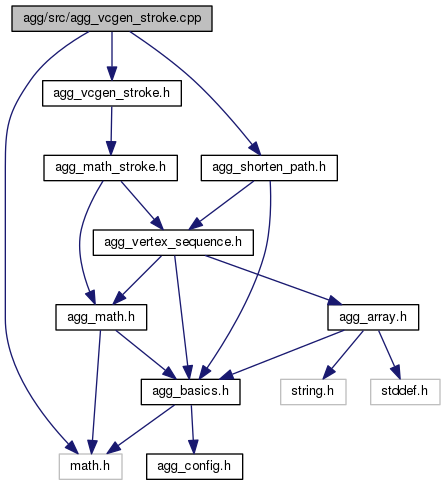 agg/src/agg_vcgen_stroke.cpp
agg_vcgen_stroke.h
agg_math_stroke.h
agg_shorten_path.h
agg_vertex_sequence.h
agg_math.h
agg_array.h
agg_basics.h
string.h
stddef.h
math.h
agg_config.h